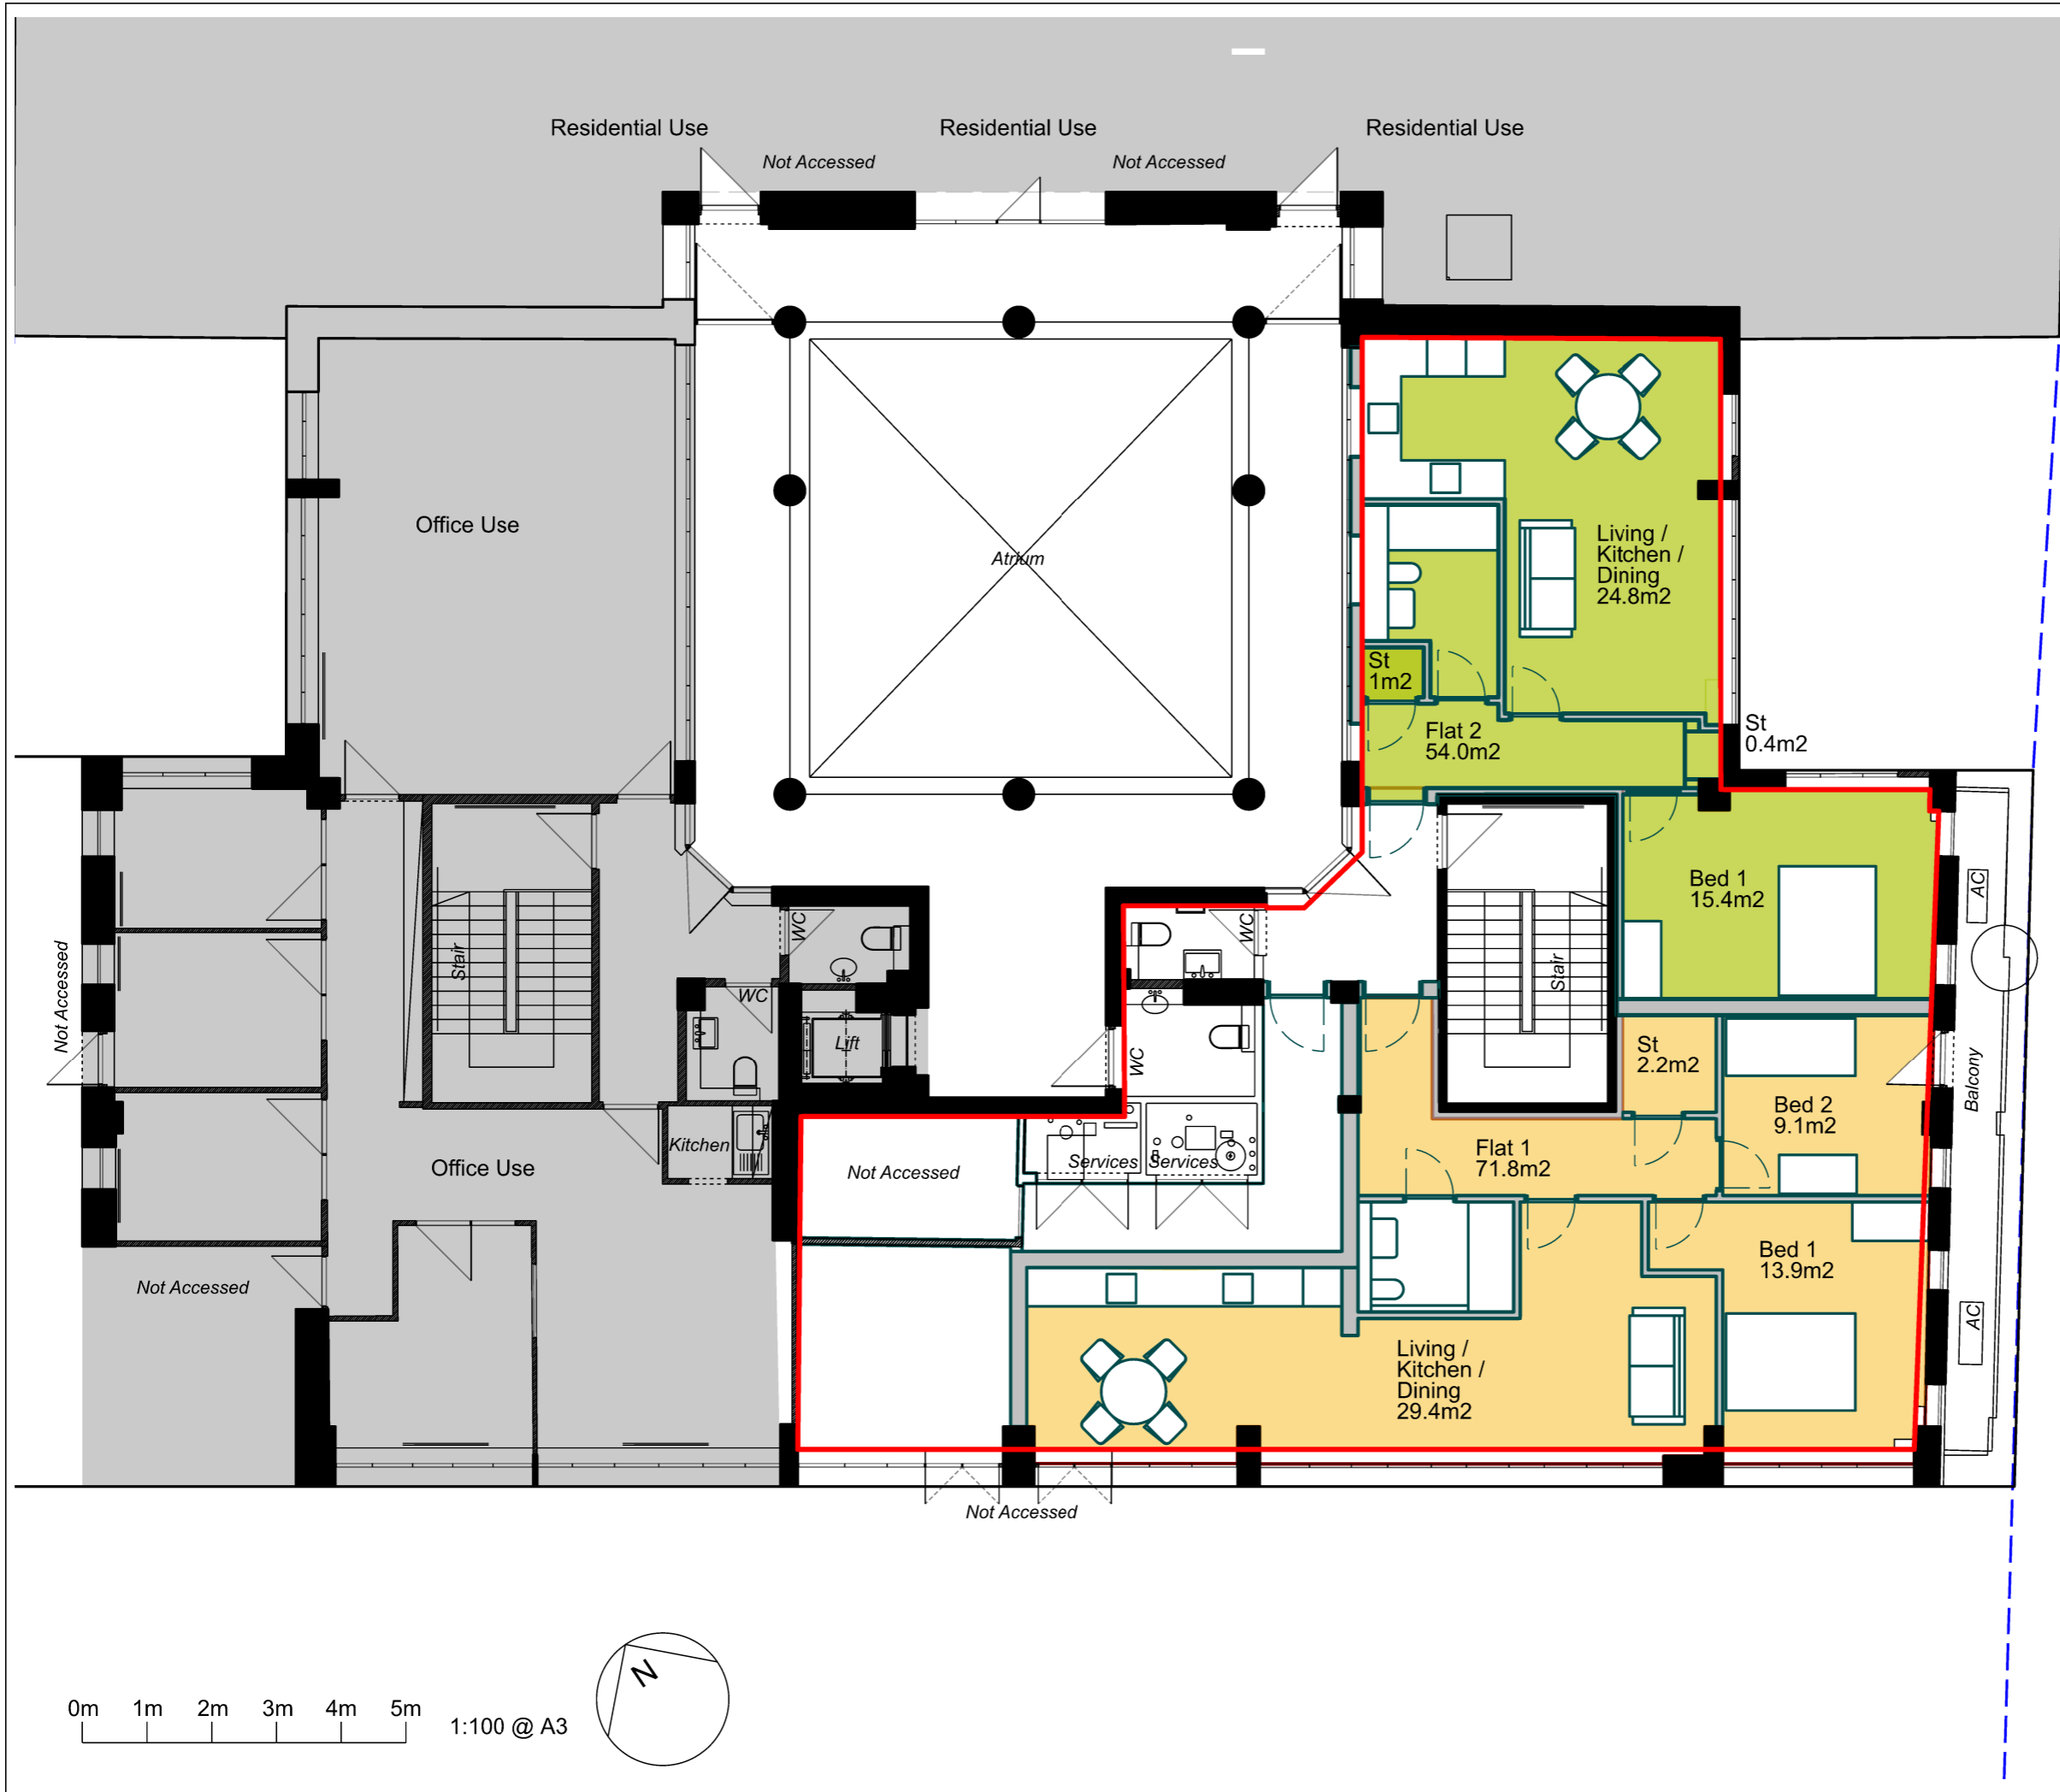 Residential Use
Residential Use
Residential Use
Not Accessed
Not Accessed
Office Use
Atrium
Living /
Kitchen /
Dining
24.8m2
St
1m2
Flat 2
54.0m2
St
0.4m2
Bed 1
15.4m2
AC
WC
WC
Stair
Stair
Not Accessed
WC
Lift
WC
St
2.2m2
Bed 2
9.1m2
Balcony
Kitchen
Office Use
Not Accessed
Services
Services
Flat 1
71.8m2
Not Accessed
Bed 1
13.9m2
AC
Living /
Kitchen /
Dining
29.4m2
Not Accessed
N
0m 1m 2m 3m 4m 5m
1:100 @ A3